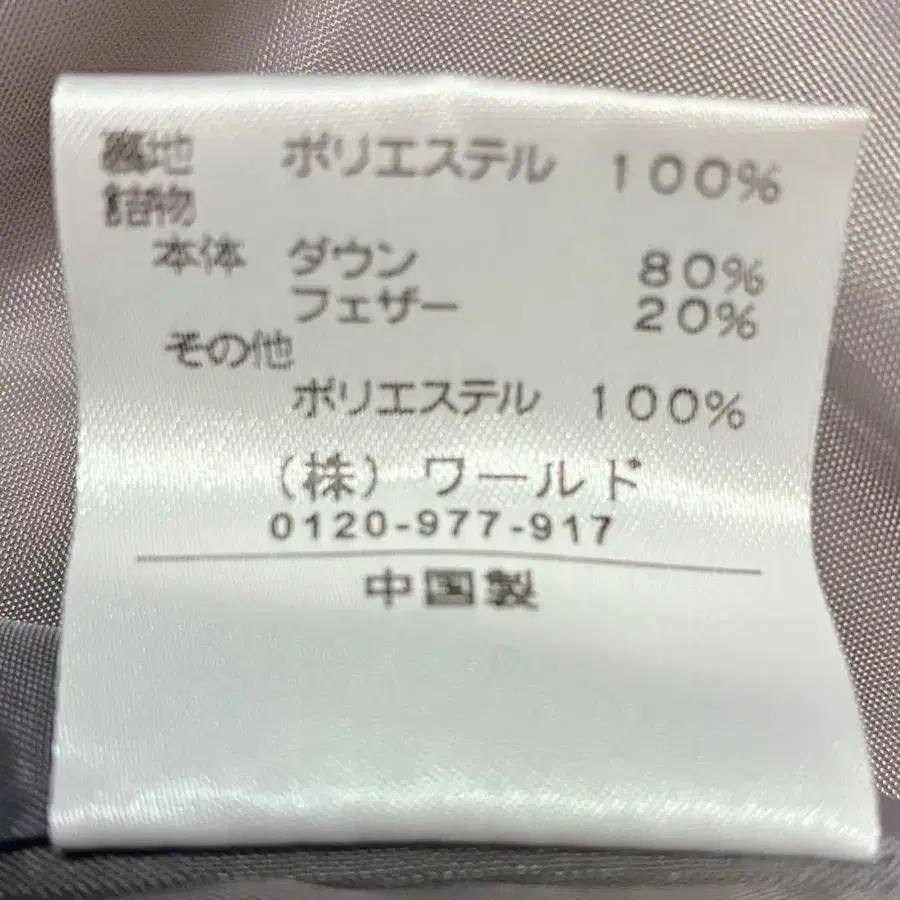 裏地 ポリエステル 100%
詰物
本体 ダウン 80%
フェザー 20%
その他
ポリエステル 100%
(株) ワールド
0120-977-917
中国製